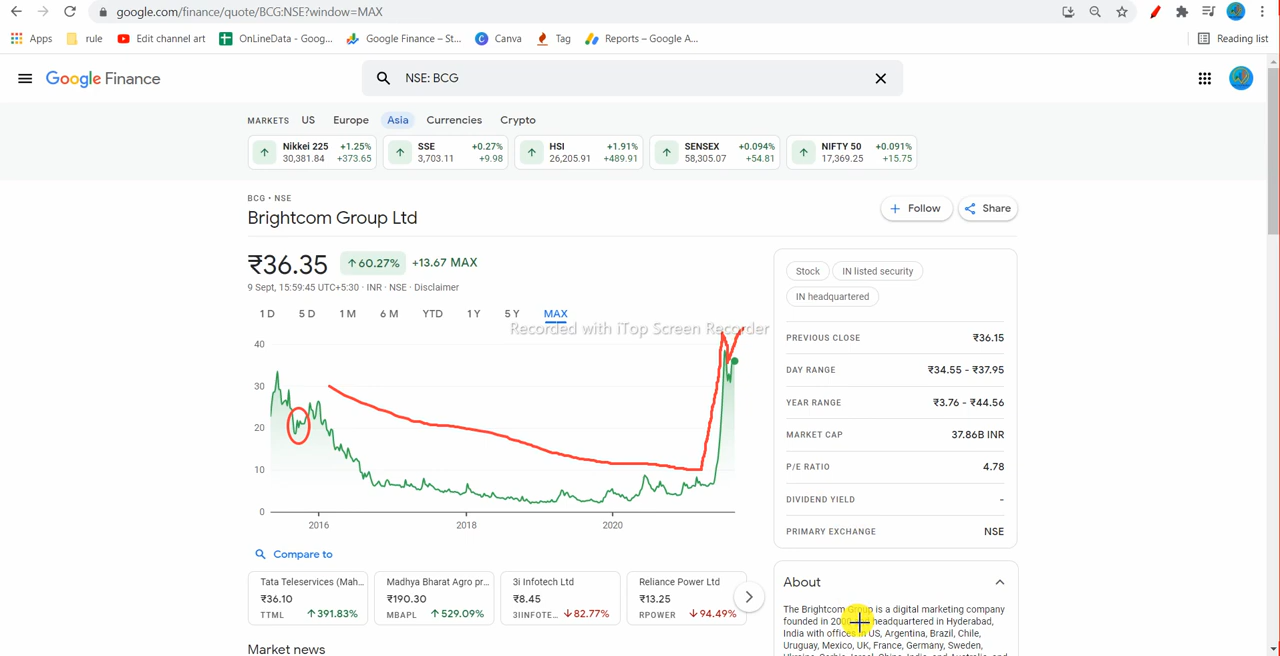 google.com/finance/quote/BCG:NSE?window=MAX
Apps rule Edit channel art OnLineData - Goog... Google Finance – St... Canva Tag Reports – Google A... Reading list
Google Finance NSE: BCG
MARKETS US Europe Asia Currencies Crypto
Nikkei 225 +1.25% SSE +0.27% HSI +1.91% SENSEX +0.094% NIFTY 50 +0.091%
30,381.84 +373.65 3,703.11 +9.98 26,205.91 +489.91 58,305.07 +54.81 17,369.25 +15.75
BCG • NSE
Brightcom Group Ltd
Follow Share
₹36.35 ↑60.27% +13.67 MAX
9 Sept, 15:59:45 UTC+5:30 · INR · NSE · Disclaimer
1 D 5 D 1 M 6 M YTD 1 Y 5 Y MAX
Recorded with iTop Screen Recorder
40
30
20
10
0
2016 2018 2020
Stock IN listed security
IN headquartered
PREVIOUS CLOSE ₹36.15
DAY RANGE ₹34.55 - ₹37.95
YEAR RANGE ₹3.76 - ₹44.56
MARKET CAP 37.86B INR
P/E RATIO 4.78
DIVIDEND YIELD -
PRIMARY EXCHANGE NSE
Compare to
Tata Teleservices (Mah... Madhya Bharat Agro pr... 3i Infotech Ltd Reliance Power Ltd
₹36.10 ₹190.30 ₹8.45 ₹13.25
TTML ↑391.83% MBAPL ↑529.09% 3IINFOTE... ↓82.77% RPOWER ↓94.49%
Market news
About
The Brightcom Group is a digital marketing company
founded in headquartered in Hyderabad,
India with offices in US, Argentina, Brazil, Chile,
Uruguay, Mexico, UK, France, Germany, Sweden,